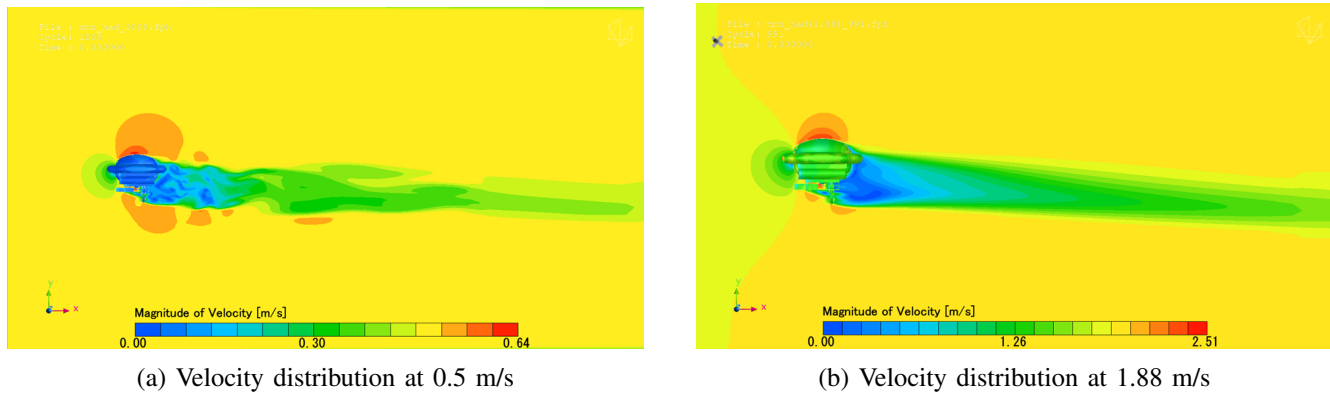 y
x
Magnitude of Velocity [m/s]
0.00 0.30 0.64
(a) Velocity distribution at 0.5 m/s
y
x
Magnitude of Velocity [m/s]
0.00 1.26 2.51
(b) Velocity distribution at 1.88 m/s